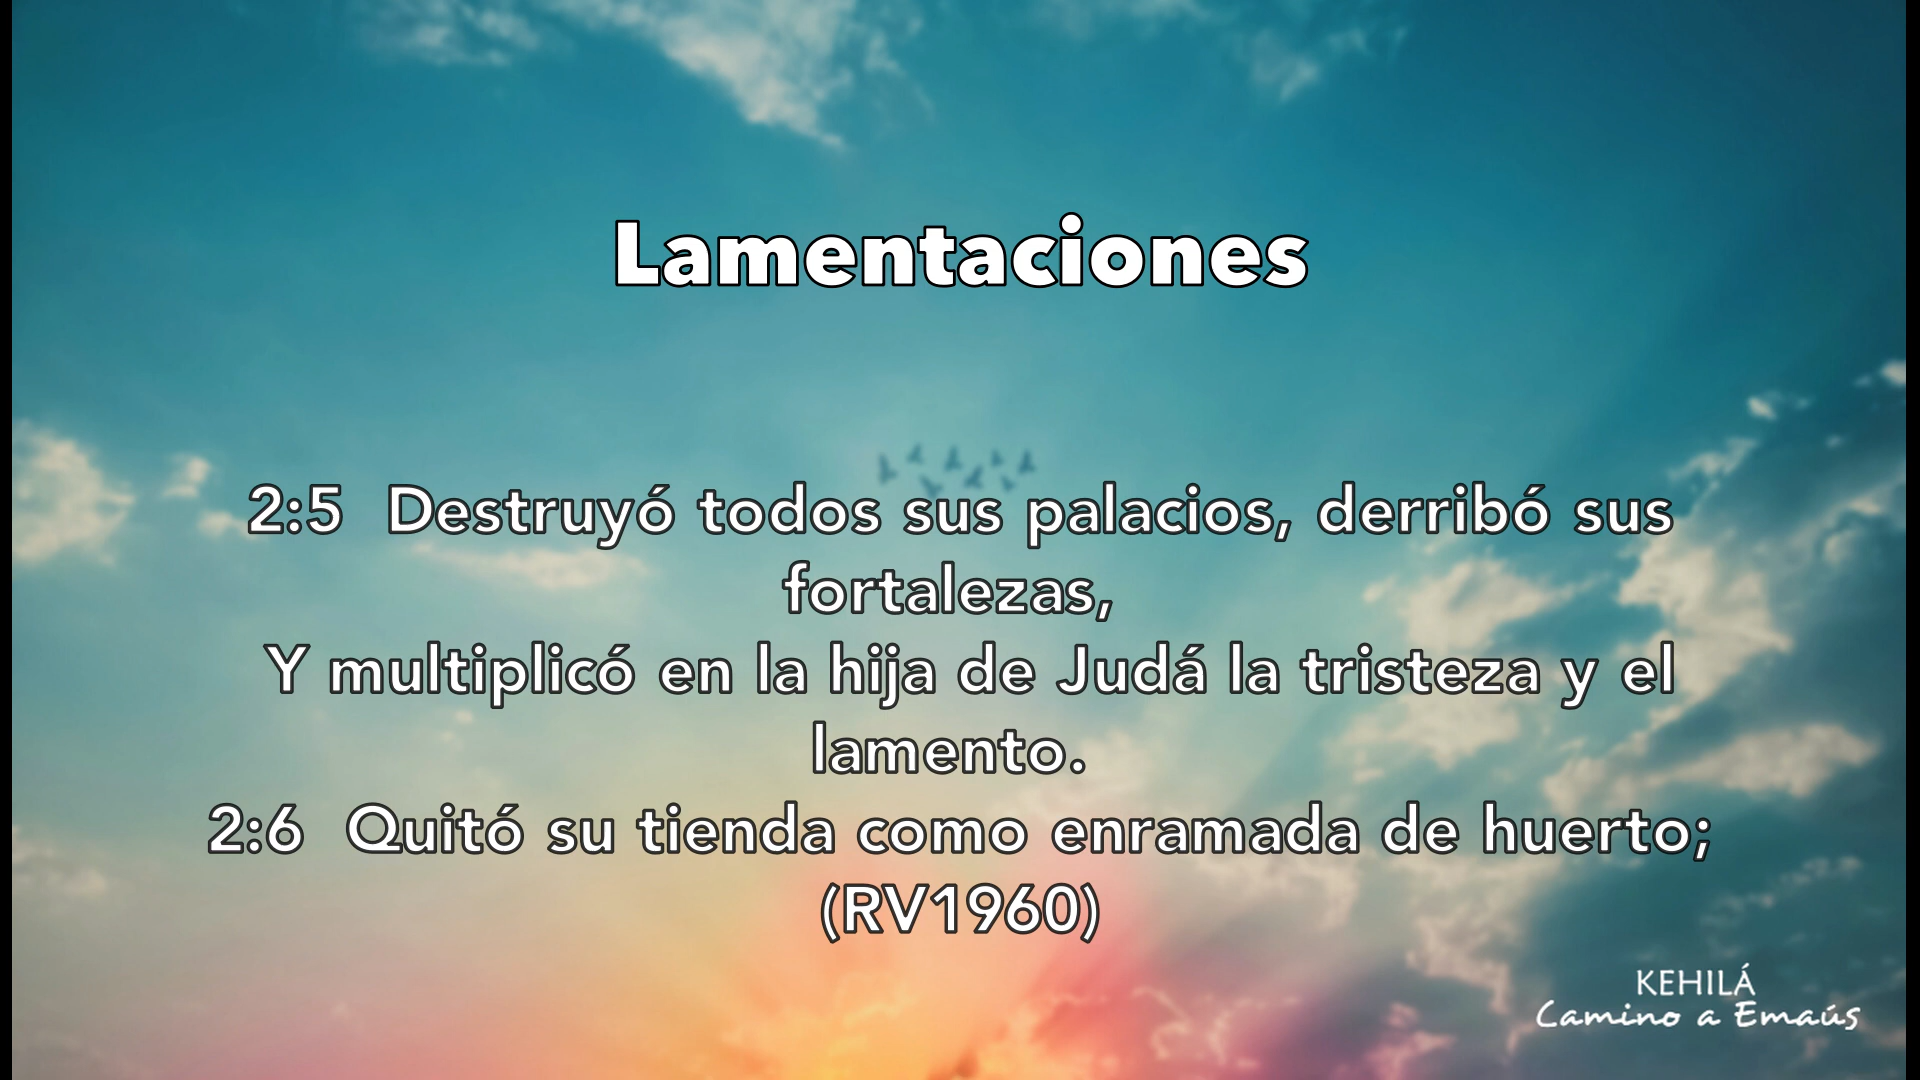 Lamentaciones
2:5  Destruyó todos sus palacios, derribó sus
fortalezas,
Y multiplicó en la hija de Judá la tristeza y el
lamento.
2:6  Quitó su tienda como enramada de huerto;
(RV1960)
KEHILÁ
Camino a Emaús